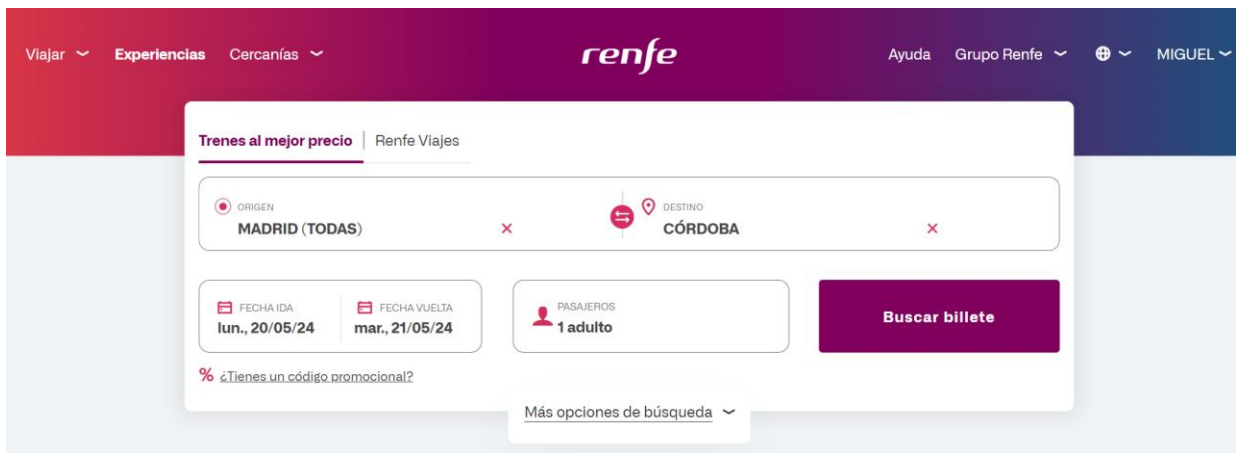 Viajar Experiencias Cercanías renfe Ayuda Grupo Renfe MIGUEL
Trenes al mejor precio | Renfe Viajes
ORIGEN
MADRID (TODAS)
DESTINO
CÓRDOBA
FECHA IDA
lun., 20/05/24
FECHA VUELTA
mar., 21/05/24
PASAJEROS
1 adulto
Buscar billete
% ¿Tienes un código promocional?
Más opciones de búsqueda